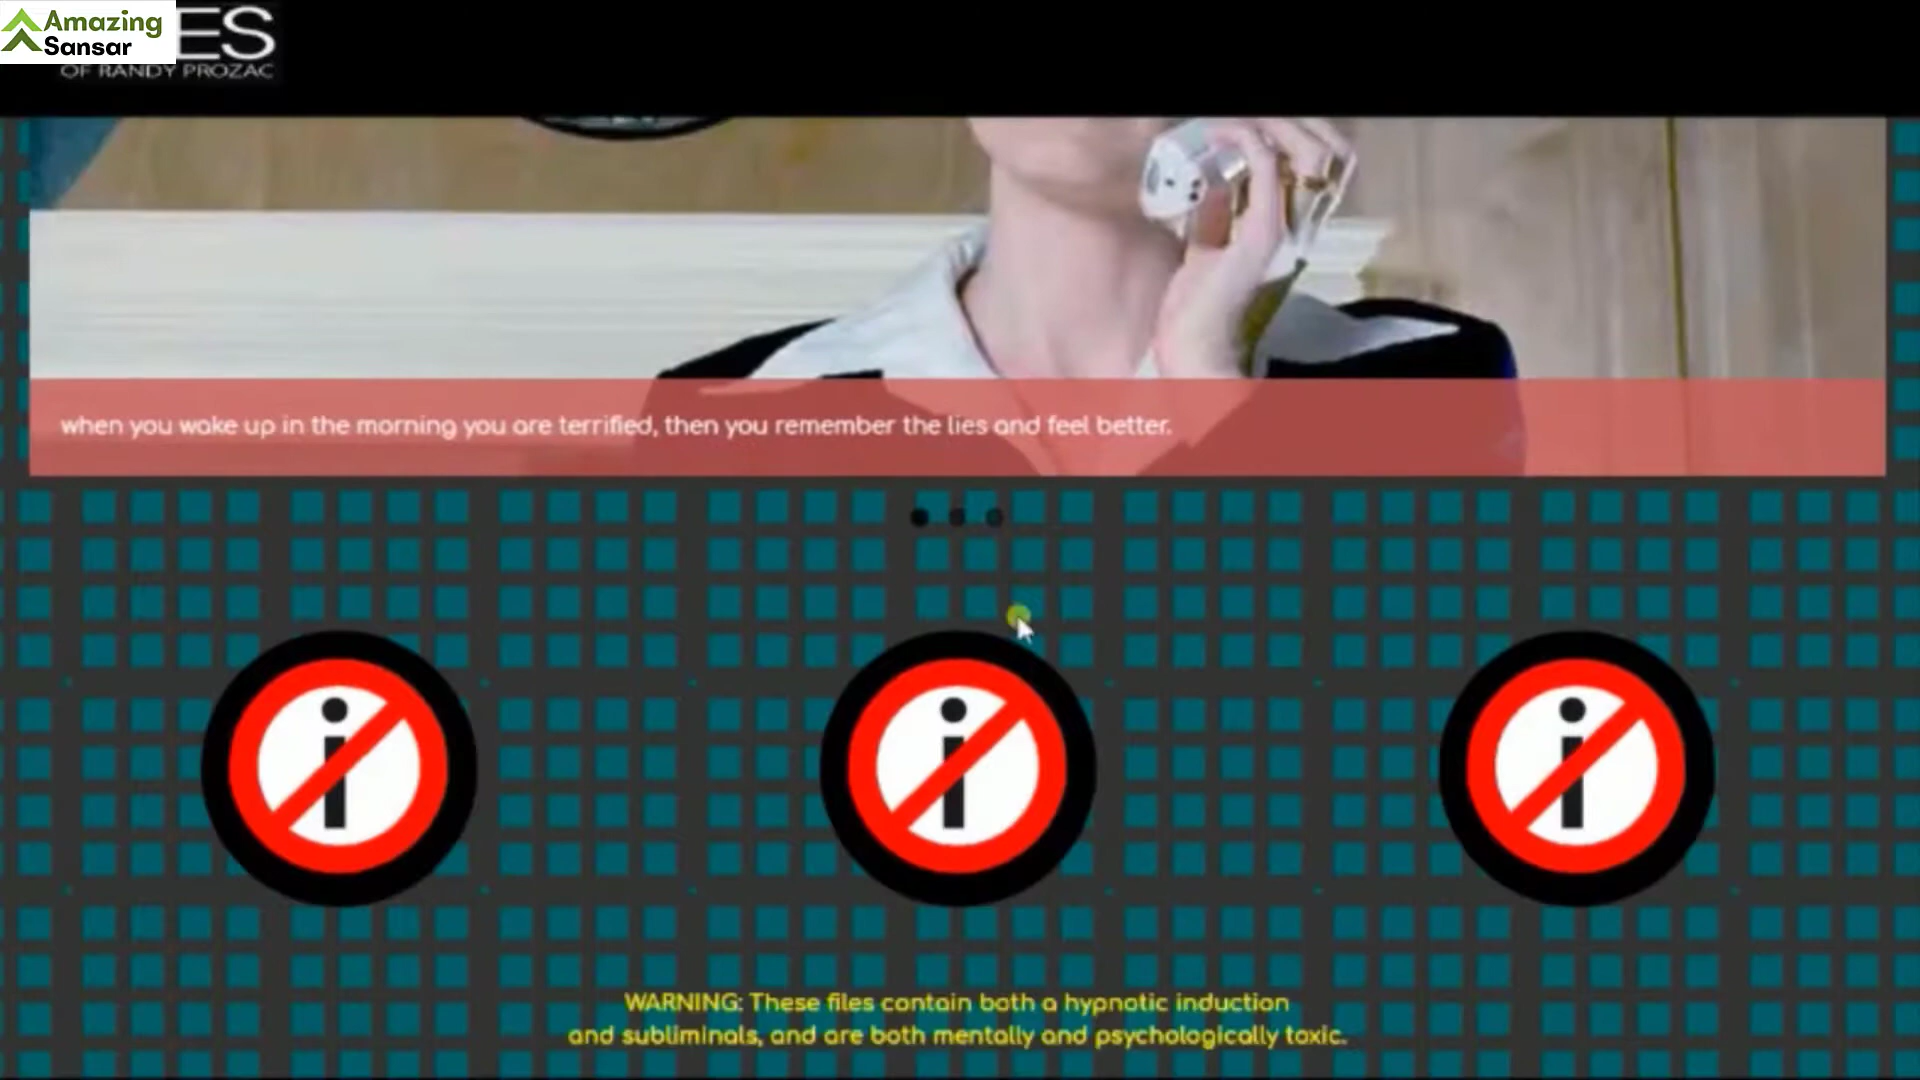 Amazing
Sansar
ES
OF RANDY PROZAC
when you wake up in the morning you are terrified, then you remember the lies and feel better.
i
i
i
WARNING: These files contain both a hypnotic induction
and subliminals, and are both mentally and psychologically toxic.